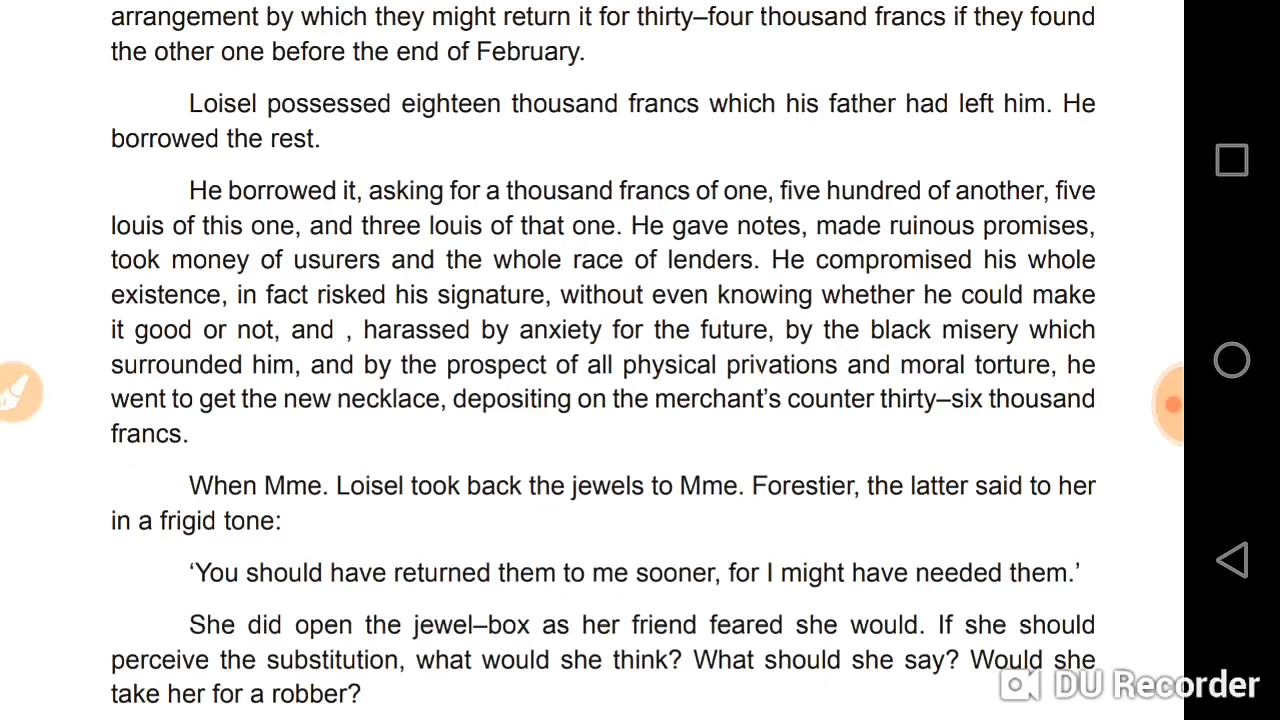 arrangement by which they might return it for thirty–four thousand francs if they found
the other one before the end of February.
Loisel possessed eighteen thousand francs which his father had left him. He
borrowed the rest.
He borrowed it, asking for a thousand francs of one, five hundred of another, five
louis of this one, and three louis of that one. He gave notes, made ruinous promises,
took money of usurers and the whole race of lenders. He compromised his whole
existence, in fact risked his signature, without even knowing whether he could make
it good or not, and , harassed by anxiety for the future, by the black misery which
surrounded him, and by the prospect of all physical privations and moral torture, he
went to get the new necklace, depositing on the merchant’s counter thirty–six thousand
francs.
When Mme. Loisel took back the jewels to Mme. Forestier, the latter said to her
in a frigid tone:
‘You should have returned them to me sooner, for I might have needed them.’
She did open the jewel–box as her friend feared she would. If she should
perceive the substitution, what would she think? What should she say? Would she
take her for a robber?
DU Recorder